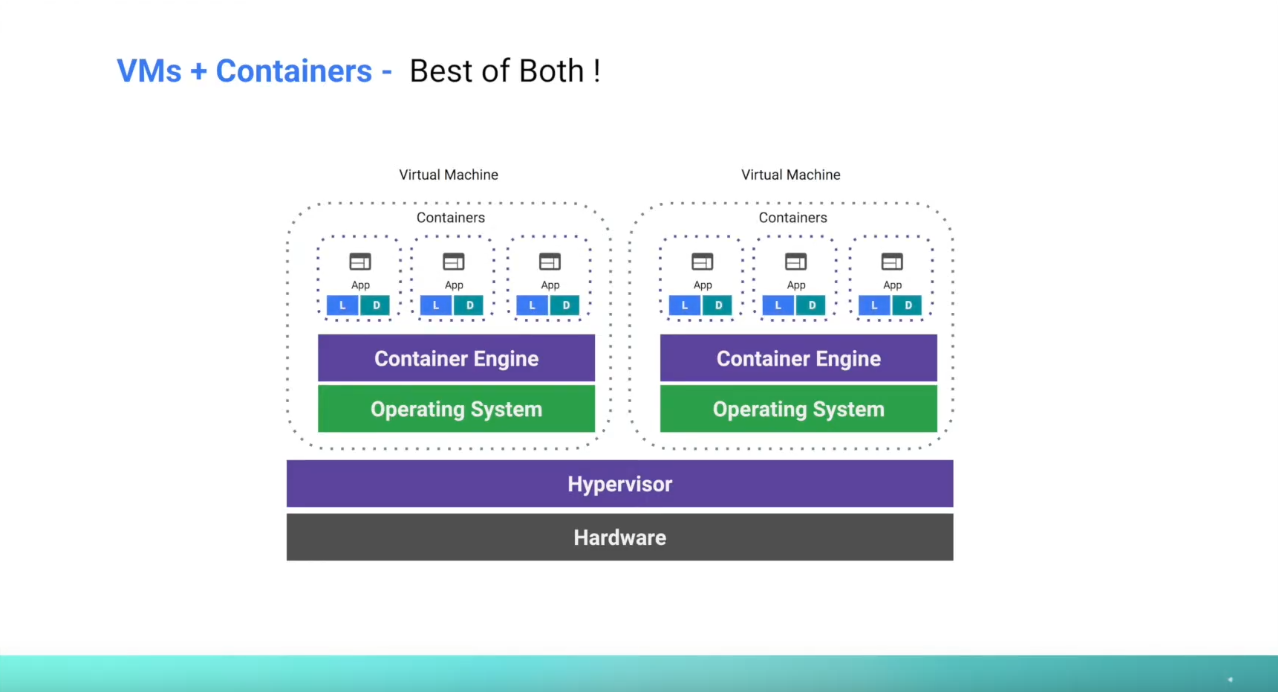 VMs + Containers - Best of Both !
Virtual Machine Virtual Machine
Containers Containers
App App App App App App
L D L D L D L D L D L D
Container Engine Container Engine
Operating System Operating System
Hypervisor
Hardware